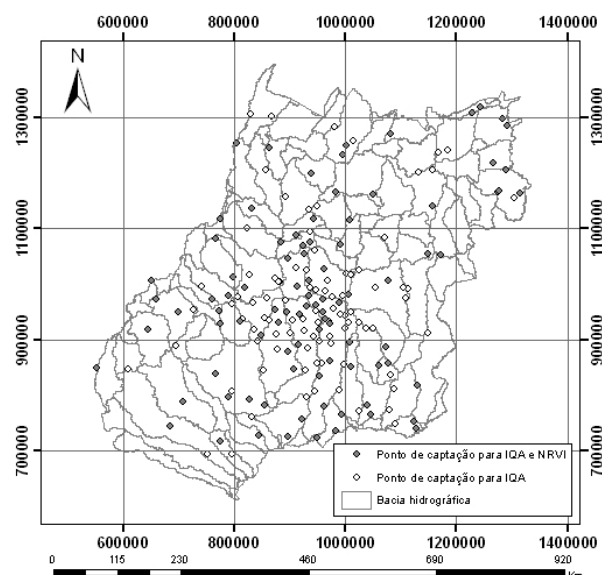 600000 800000 1000000 1200000 1400000
N
1300000 1300000
1100000 1100000
900000 900000
700000 700000
Ponto de captação para IQA e NRVI
Ponto de captação para IQA
Bacia hidrográfica
600000 800000 1000000 1200000 1400000
0 115 230 460 690 920
Km